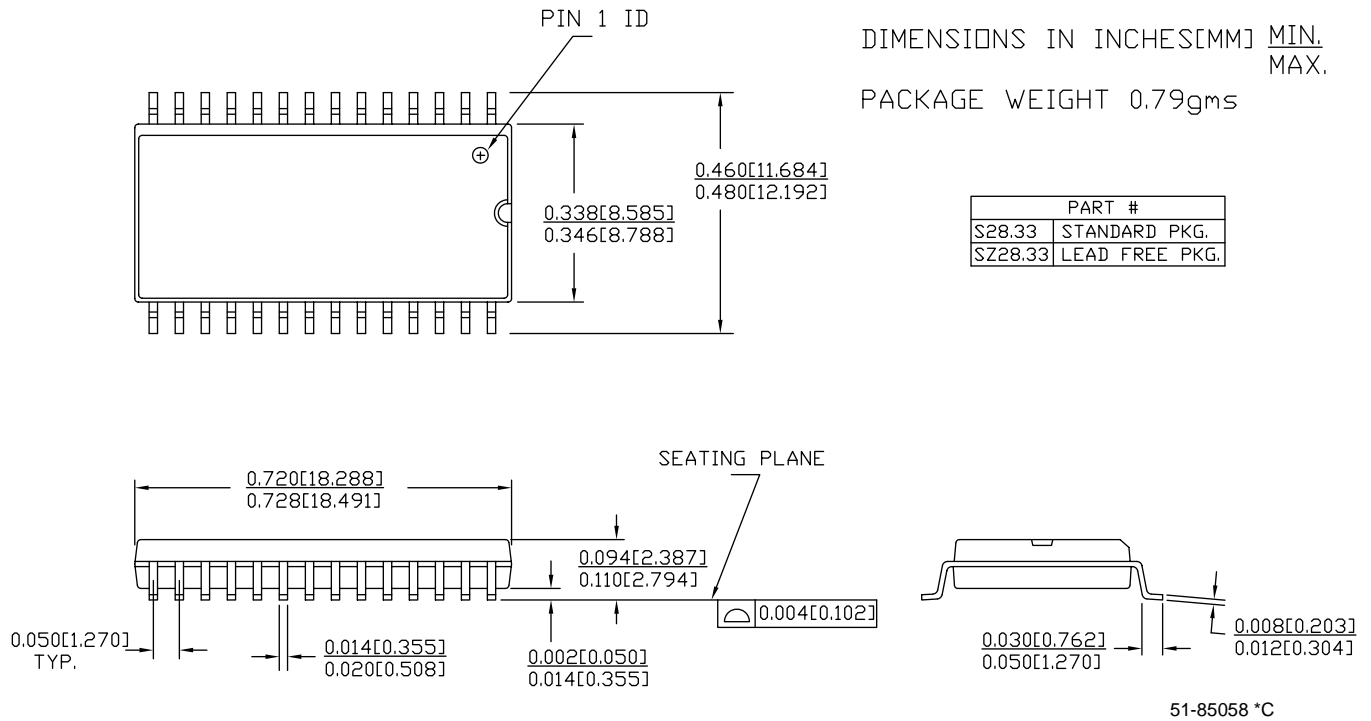 PIN 1 ID
DIMENSIONS IN INCHES[MM] MIN.
MAX.
PACKAGE WEIGHT 0.79gms
0.460[11.684]
0.480[12.192]
0.338[8.585]
0.346[8.788]
PART #
S28.33 STANDARD PKG.
SZ28.33 LEAD FREE PKG.
SEATING PLANE
0.720[18.288]
0.728[18.491]
0.094[2.387]
0.110[2.794]
0.004[0.102]
0.050[1.270]
TYP.
0.014[0.355]
0.020[0.508]
0.002[0.050]
0.014[0.355]
0.030[0.762]
0.050[1.270]
0.008[0.203]
0.012[0.304]
51-85058 *C